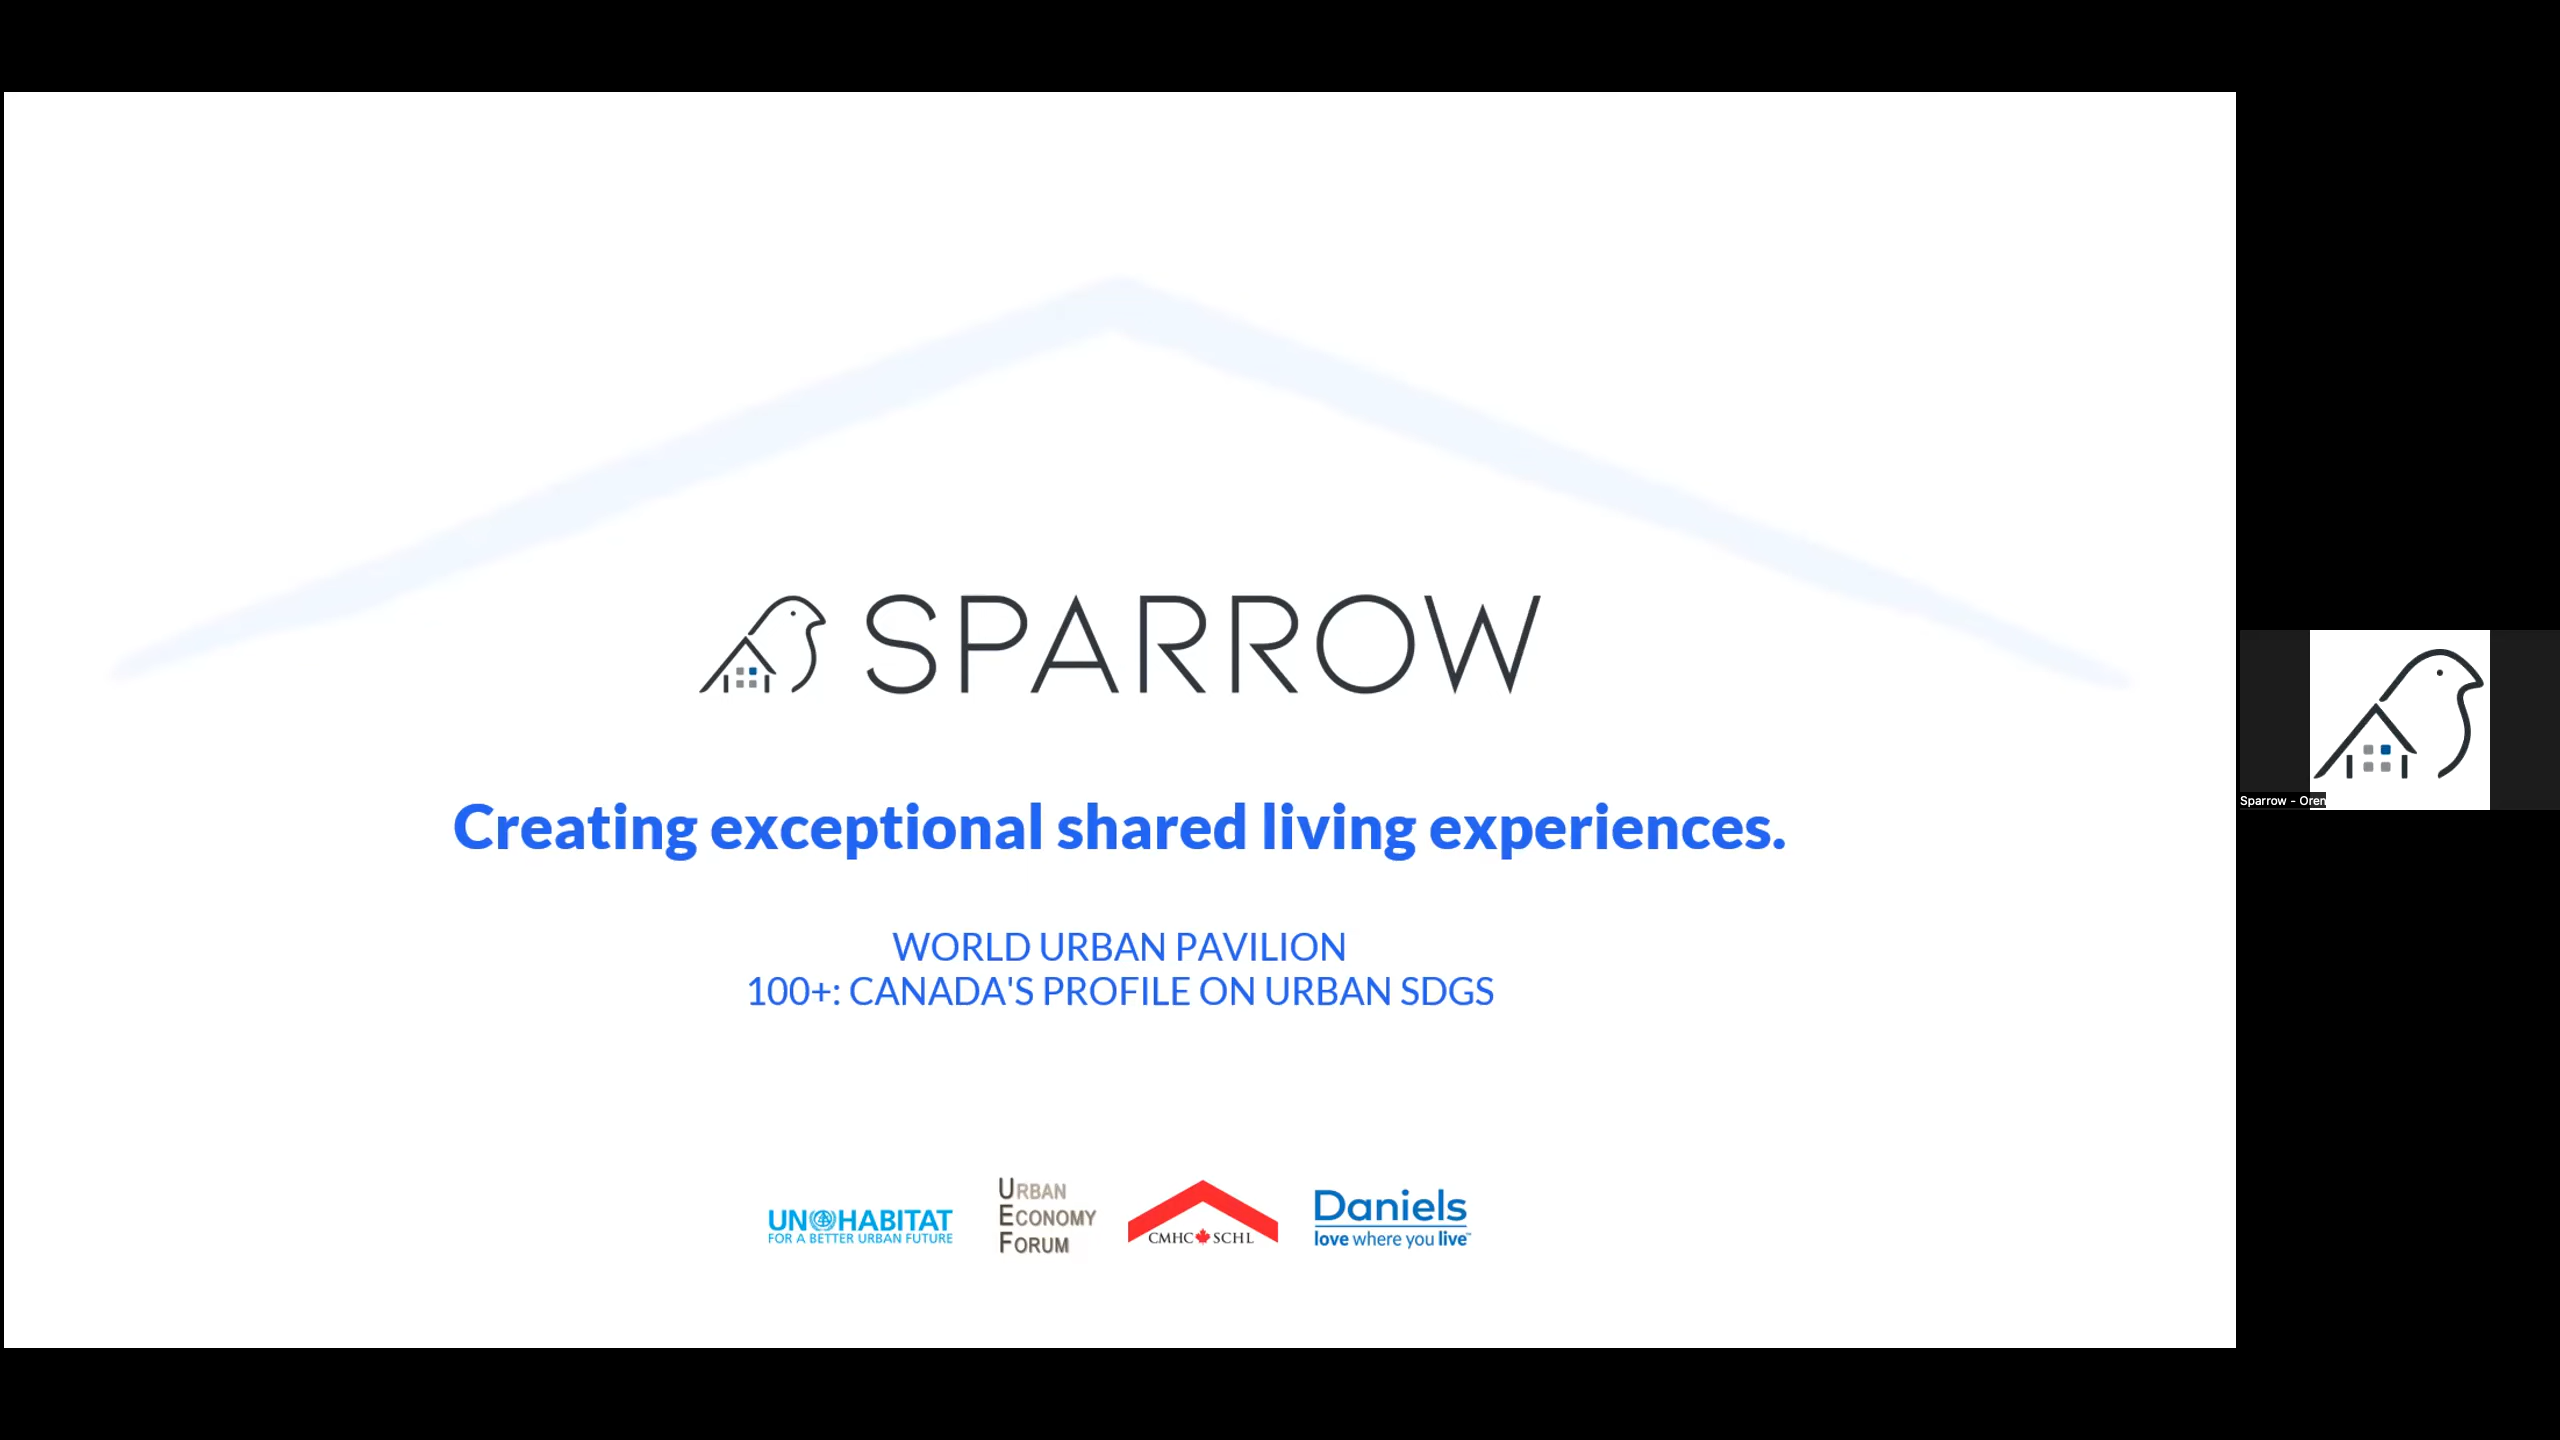 SPARROW
Creating exceptional shared living experiences.
WORLD URBAN PAVILION
100+: CANADA'S PROFILE ON URBAN SDGS
UN HABITAT
FOR A BETTER URBAN FUTURE
URBAN
ECONOMY
FORUM
CMHC SCHL
Daniels
love where you live™
Sparrow - Oren